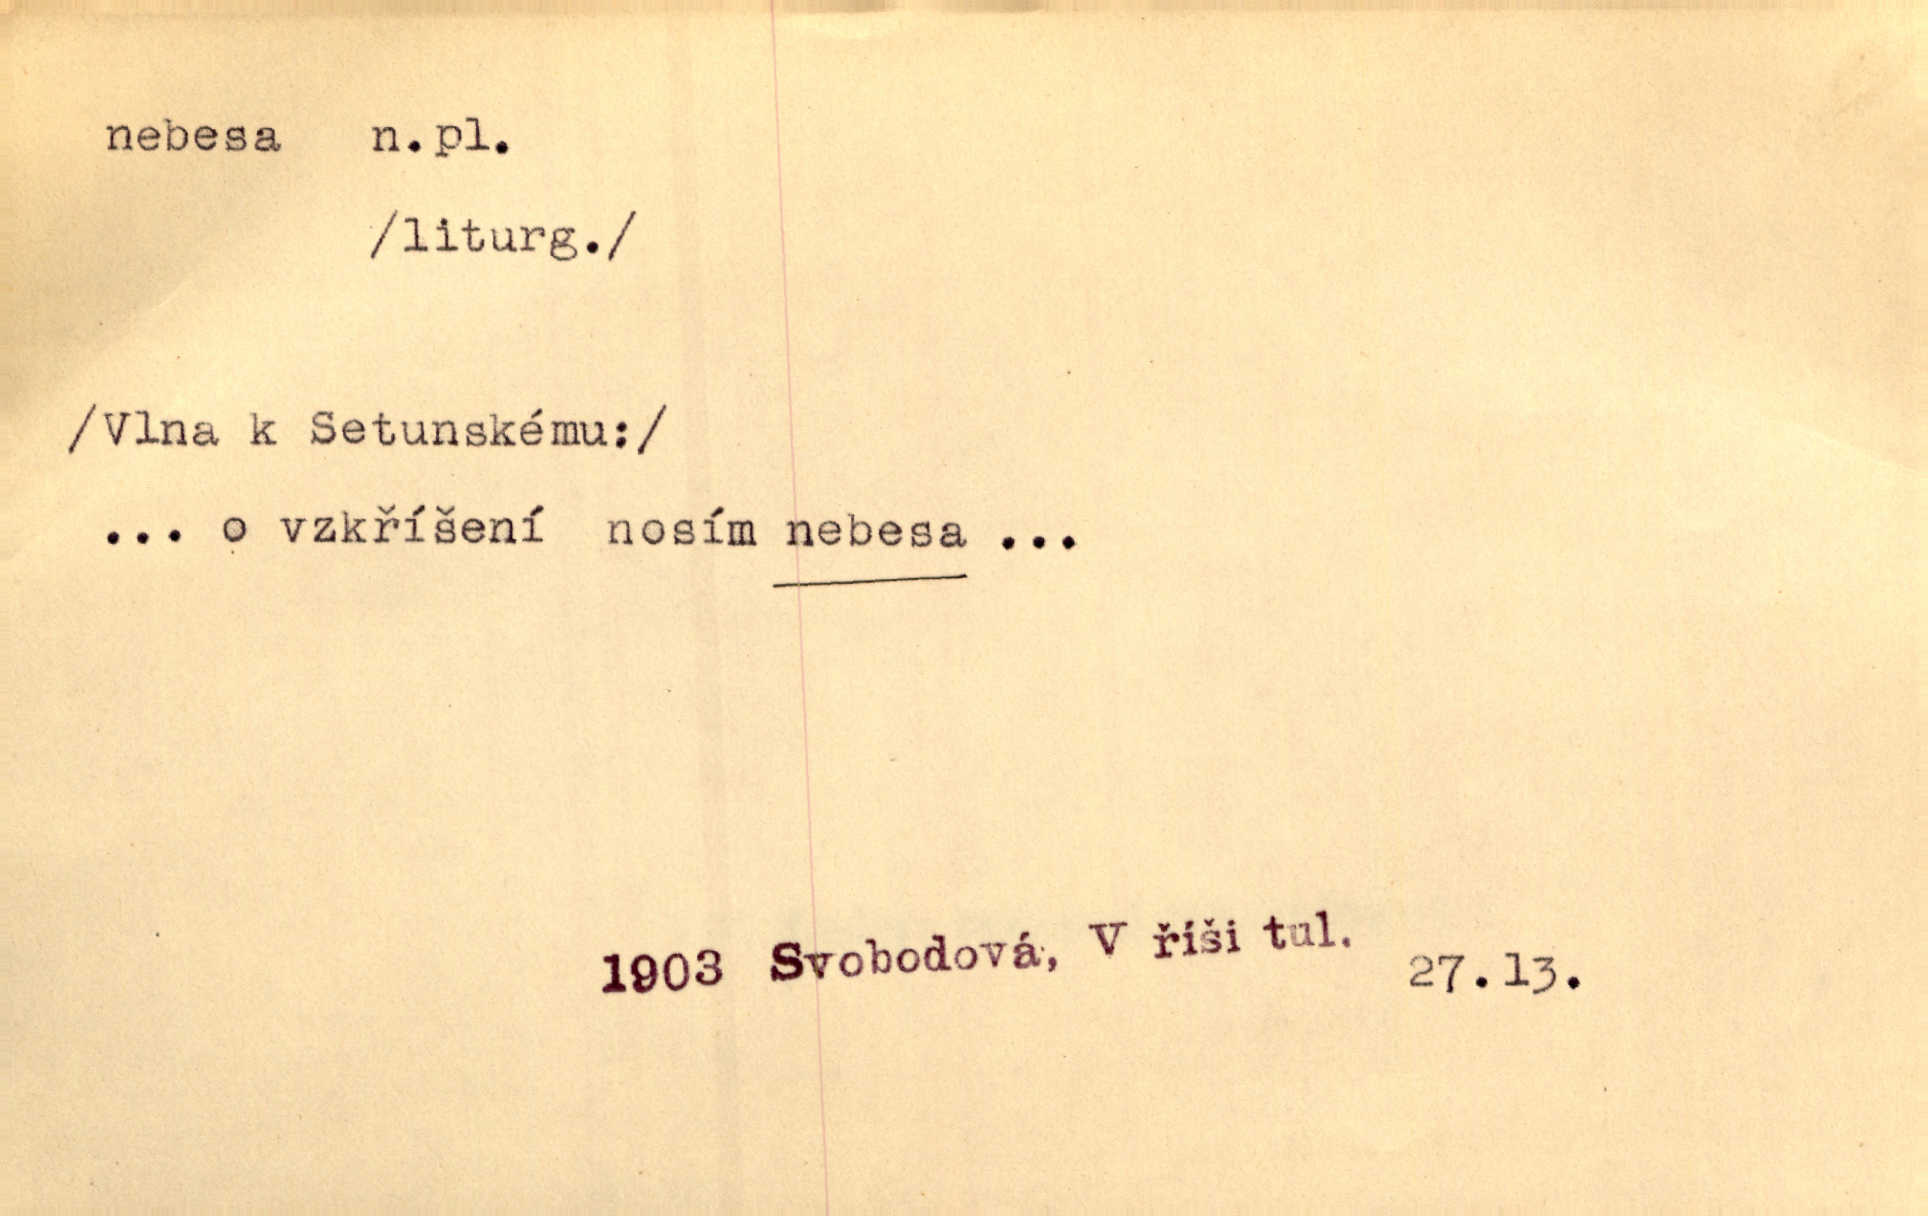 nebesa n.pl.
/liturg./
/Vlna k Setunskému:/
... o vzkříšení nosím nebesa ...
1903 Svobodová, V říši tul. 27.13.